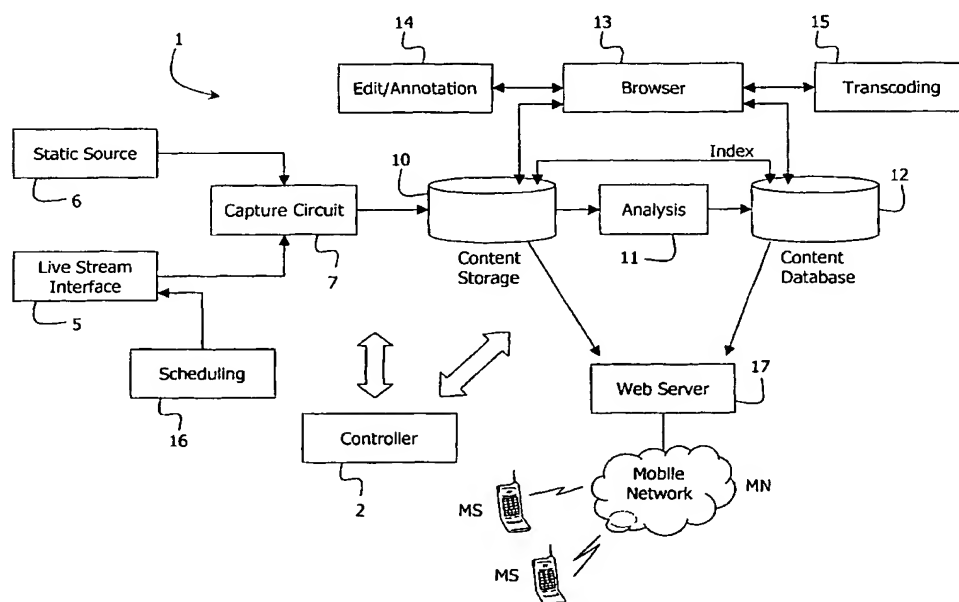 14
13
15
1
Edit/Annotation
Browser
Transcoding
Static Source
6
10
Index
12
Capture Circuit
7
Analysis
11
Content
Storage
Content
Database
Live Stream
Interface
5
Scheduling
16
17
Web Server
Controller
2
Mobile
Network
MN
MS
MS